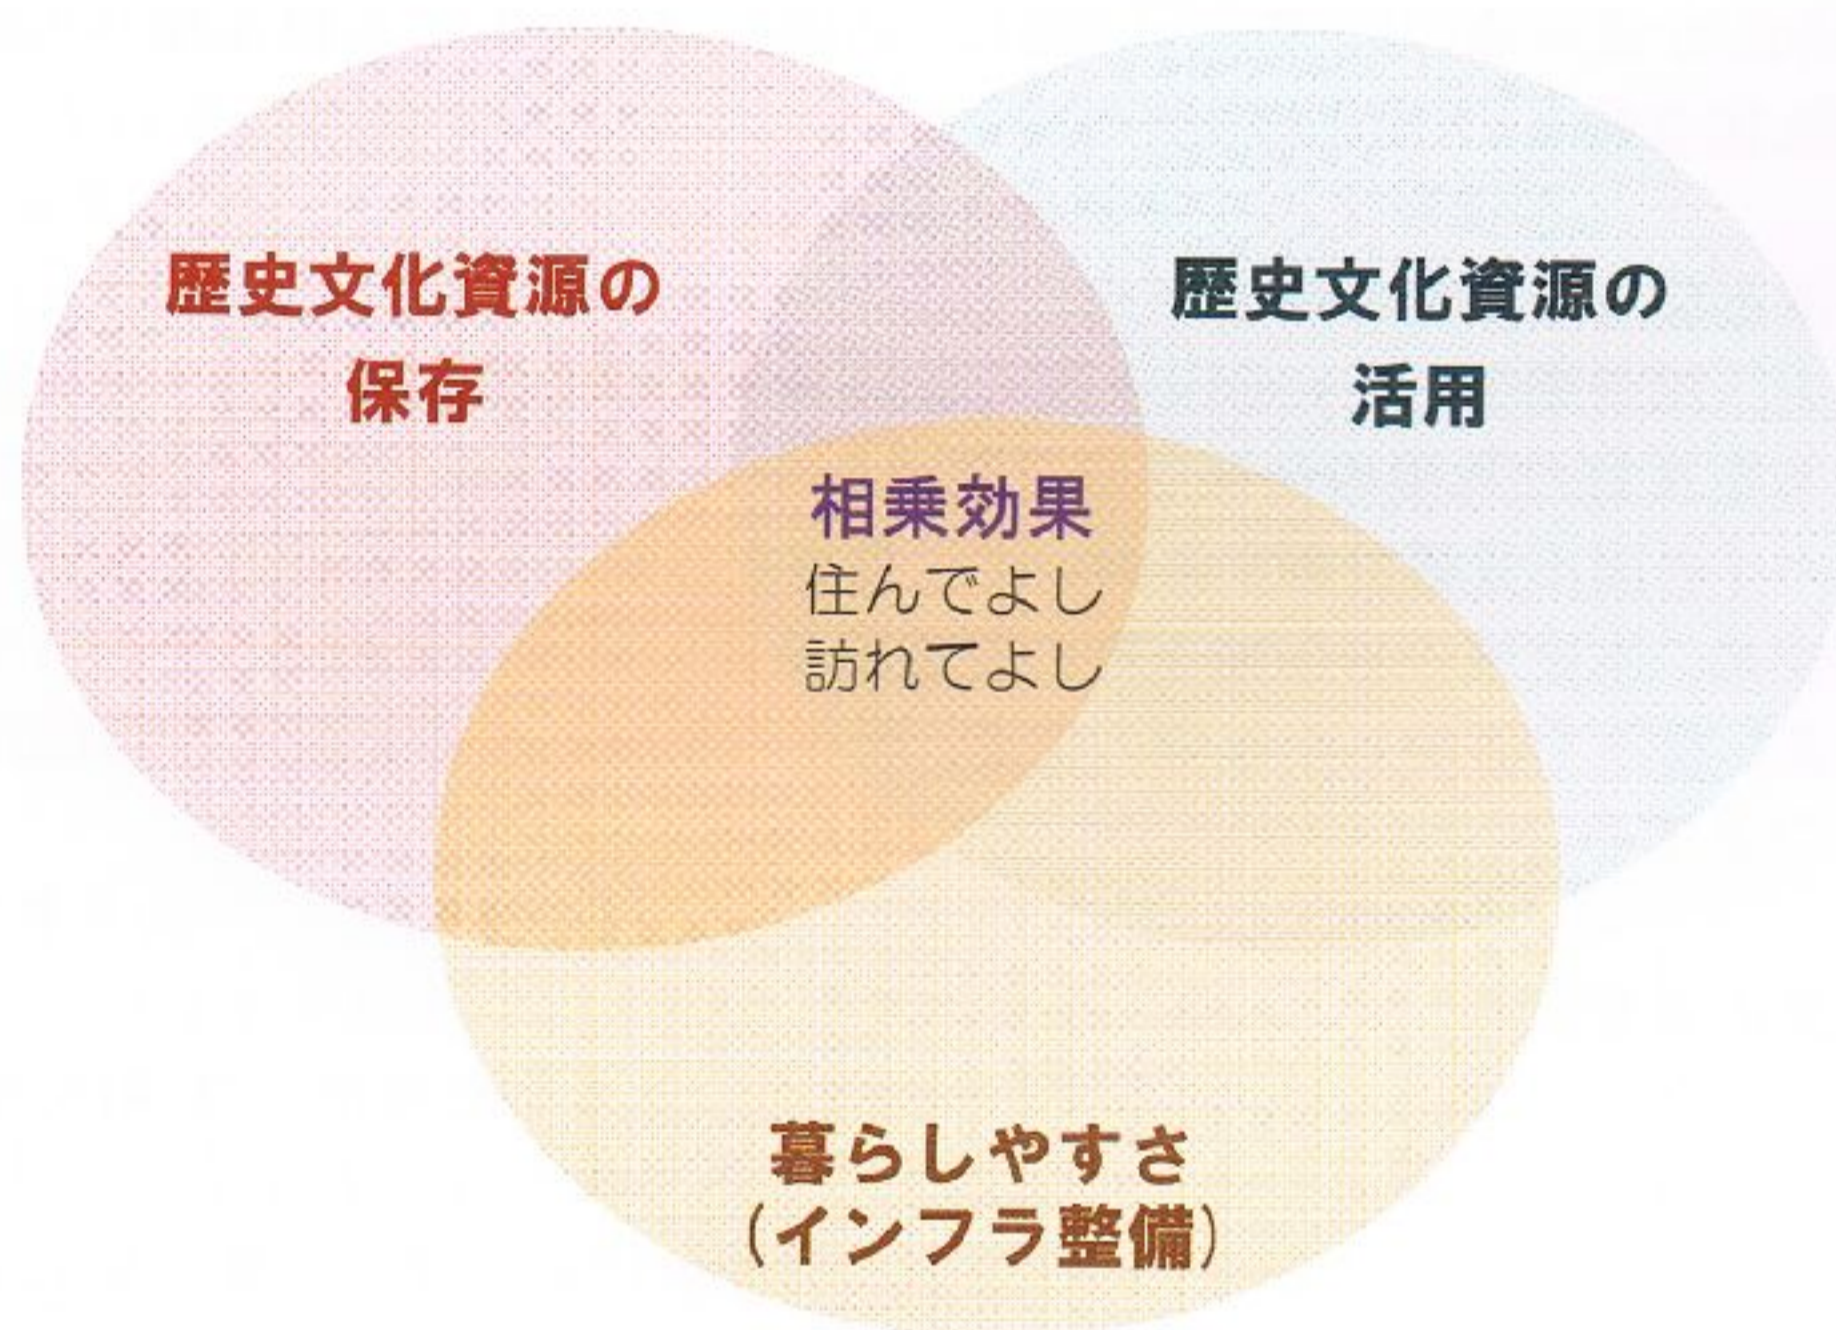 歴史文化資源の
保存
歴史文化資源の
活用
相乗効果
住んでよし
訪れてよし
暮らしやすさ
(インフラ整備)